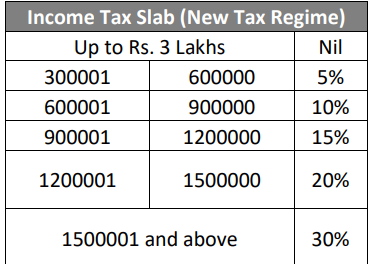 Income Tax Slab (New Tax Regime)
Up to Rs. 3 Lakhs Nil
300001 600000 5%
600001 900000 10%
900001 1200000 15%
1200001 1500000 20%
1500001 and above 30%